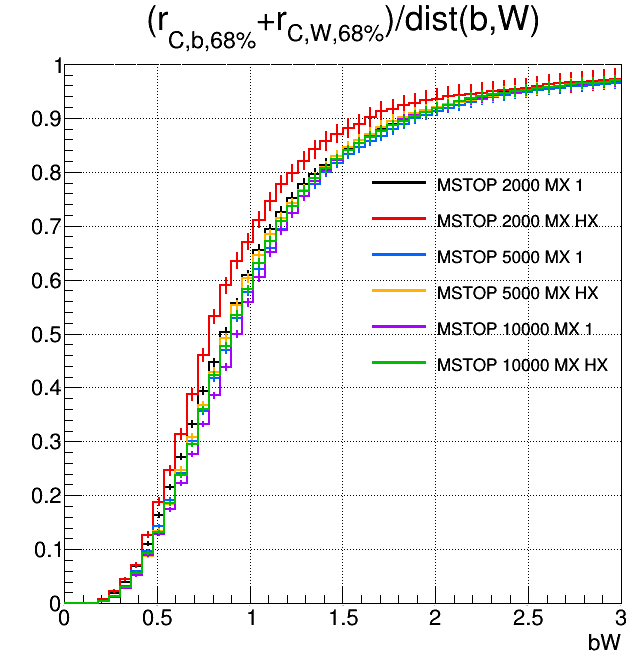 (r_C,b,68%+r_C,W,68%)/dist(b,W)
1
0.9
0.8
0.7
0.6
0.5
0.4
0.3
0.2
0.1
0
MSTOP 2000 MX 1
MSTOP 2000 MX HX
MSTOP 5000 MX 1
MSTOP 5000 MX HX
MSTOP 10000 MX 1
MSTOP 10000 MX HX
0 0.5 1 1.5 2 2.5 3
bW